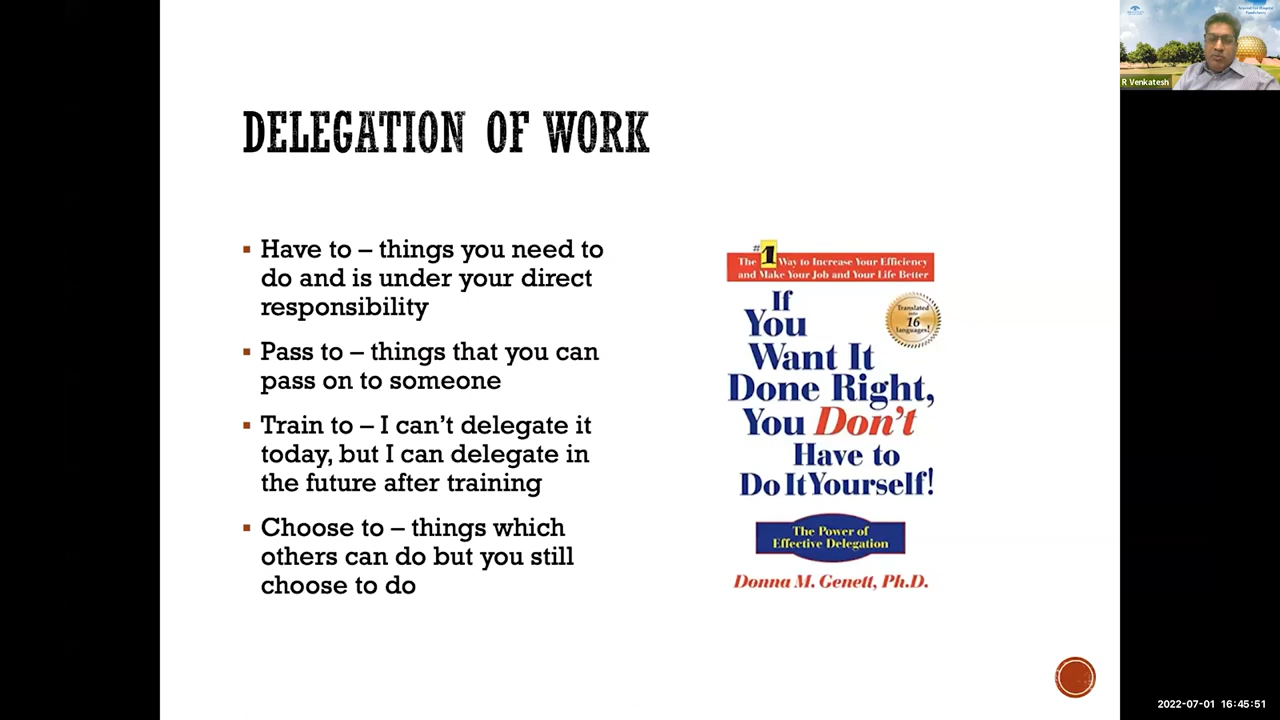 R Venkatesh
DELEGATION OF WORK
▪ Have to – things you need to
do and is under your direct
responsibility
▪ Pass to – things that you can
pass on to someone
▪ Train to – I can’t delegate it
today, but I can delegate in
the future after training
▪ Choose to – things which
others can do but you still
choose to do
The #1 Way to Increase Your Efficiency
and Make Your Job and Your Life Better
If
You
Want It
Done Right,
You Don't
Have to
Do It Yourself!
Translated
into
16
languages!
The Power of
Effective Delegation
Donna M. Genett, Ph.D.
2022-07-01 16:45:51